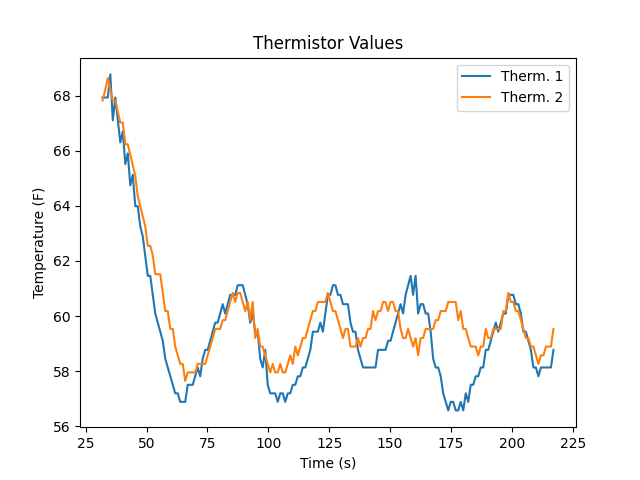 Thermistor Values
Therm. 1
Therm. 2
68
66
64
62
60
58
56
Temperature (F)
25 50 75 100 125 150 175 200 225
Time (s)